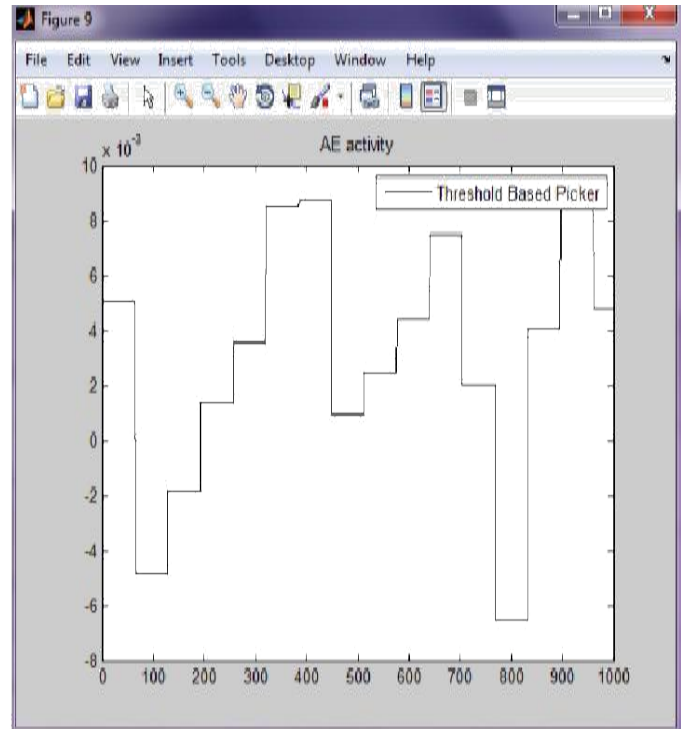 Figure 9
File Edit View Insert Tools Desktop Window Help
x 10^-3
AE activity
Threshold Based Picker
10
8
6
4
2
0
-2
-4
-6
-8
0 100 200 300 400 500 600 700 800 900 1000